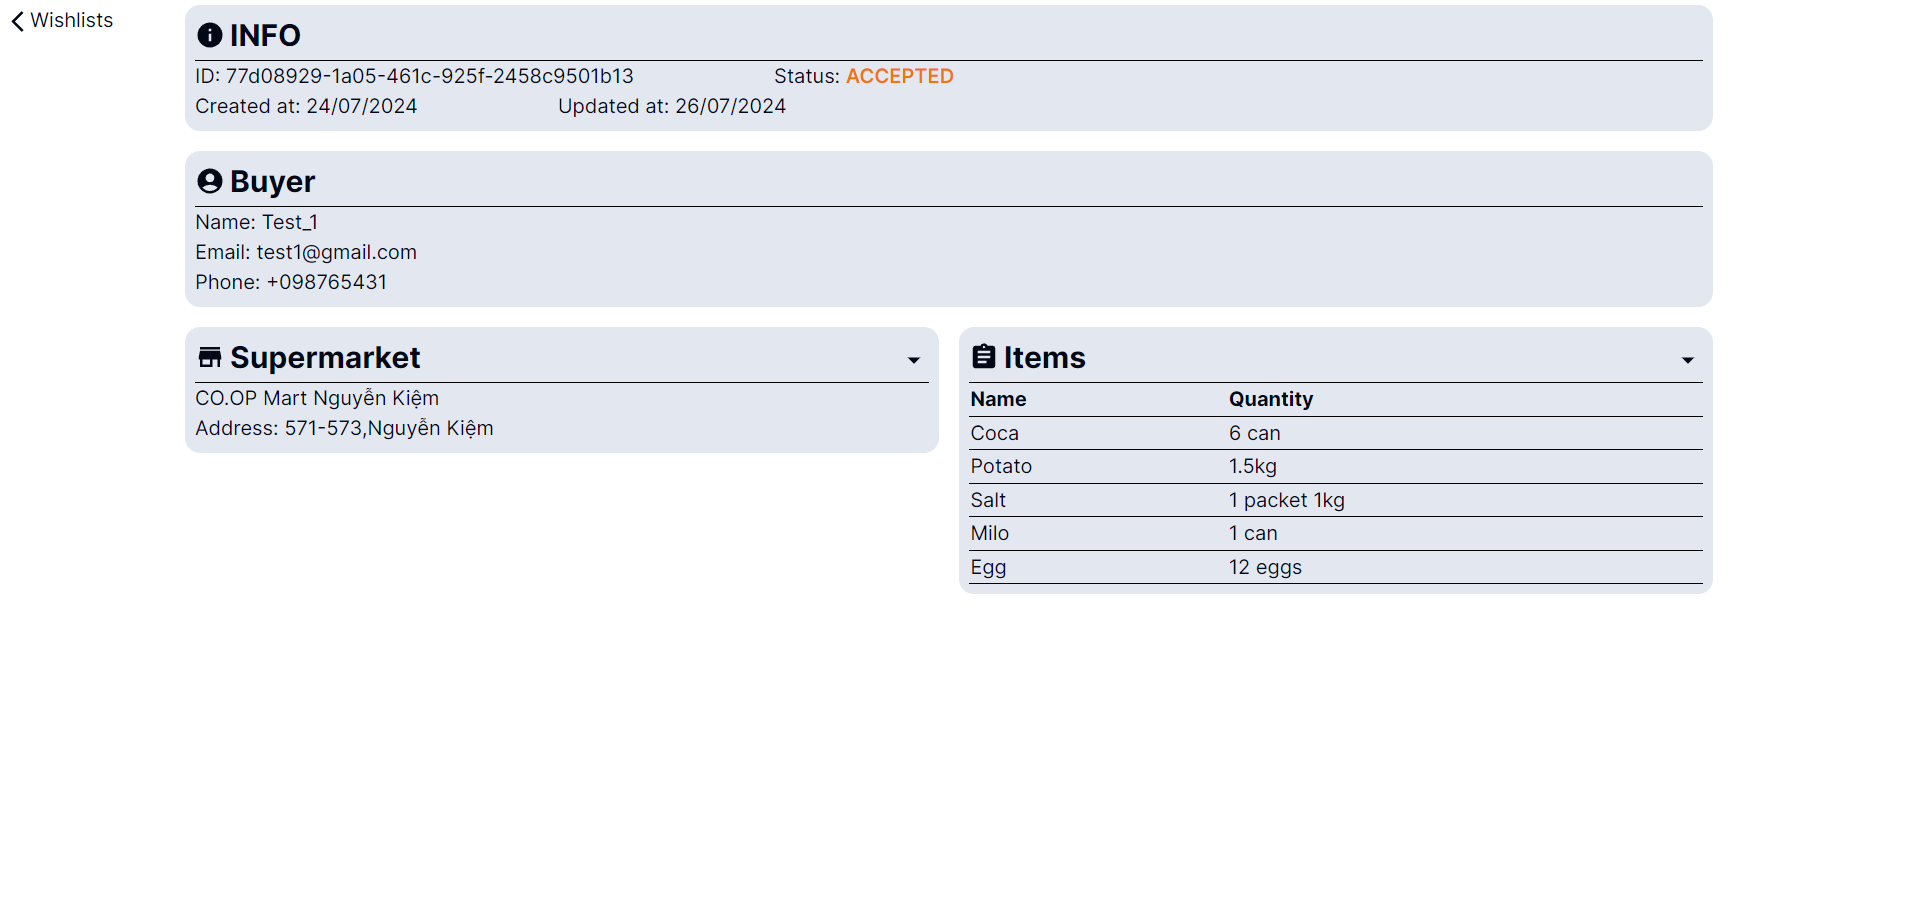 Wishlists
INFO
ID: 77d08929-1a05-461c-925f-2458c9501b13 Status: ACCEPTED
Created at: 24/07/2024 Updated at: 26/07/2024
Buyer
Name: Test_1
Email: test1@gmail.com
Phone: +098765431
Supermarket
CO.OP Mart Nguyễn Kiệm
Address: 571-573,Nguyễn Kiệm
Items
Name Quantity
Coca 6 can
Potato 1.5kg
Salt 1 packet 1kg
Milo 1 can
Egg 12 eggs